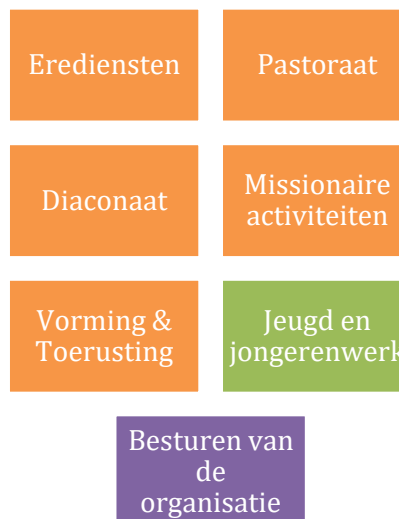 Erediensten
Pastoraat
Diaconaat
Missionaire
activiteiten
Vorming &
Toerusting
Jeugd en
jongerenwerk
Besturen van
de
organisatie